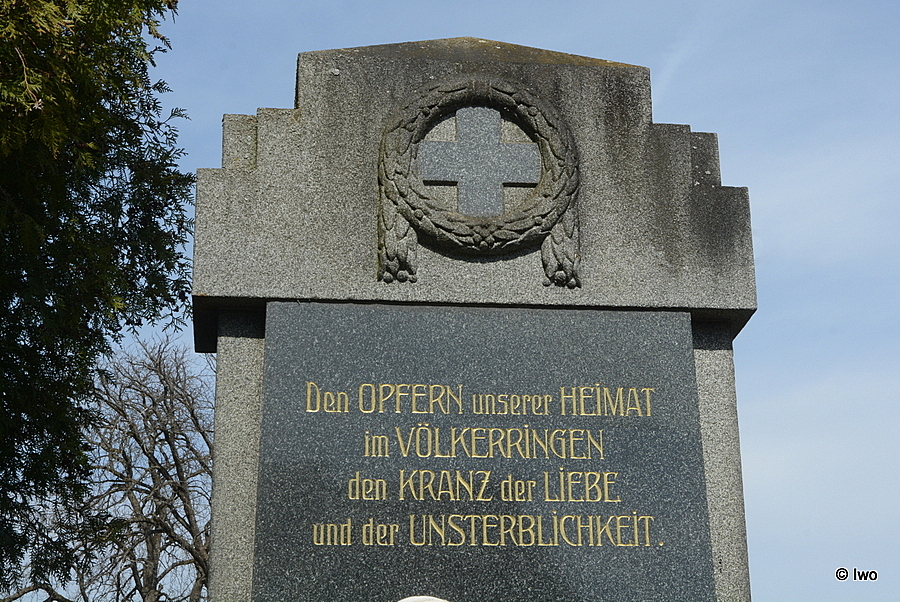 Den OPFERN unserer HEIMAT
im VÖLKERRINGEN
den KRANZ der LIEBE
und der UNSTERBLICHKEIT.
© Iwo